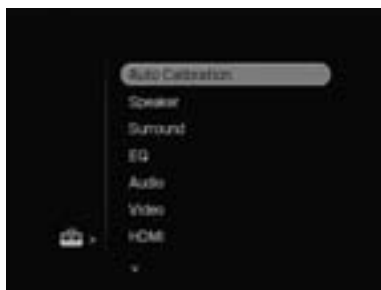 Auto Calibration
Speaker
Surround
EQ
Audio
Video
HDMI